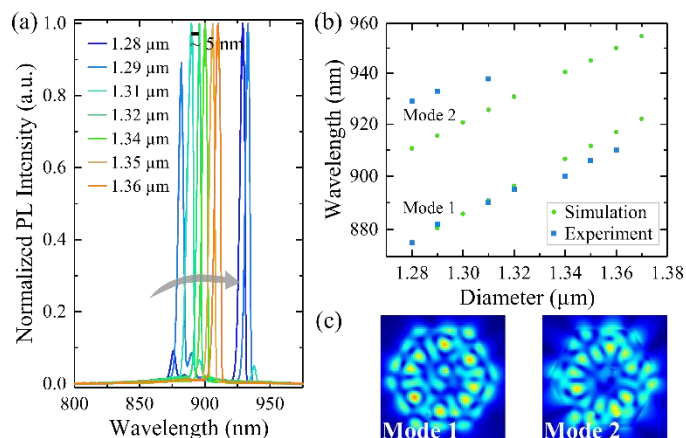 (a)
1.0
0.8
0.6
0.4
0.2
0.0
Normalized PL Intensity (a.u.)
~ 5 nm
1.28 µm
1.29 µm
1.31 µm
1.32 µm
1.34 µm
1.35 µm
1.36 µm
800
850
900
950
Wavelength (nm)
(b)
960
940
920
900
880
Wavelength (nm)
Mode 2
Mode 1
Simulation
Experiment
1.28
1.30
1.32
1.34
1.36
1.38
Diameter (µm)
(c)
Mode 1
Mode 2